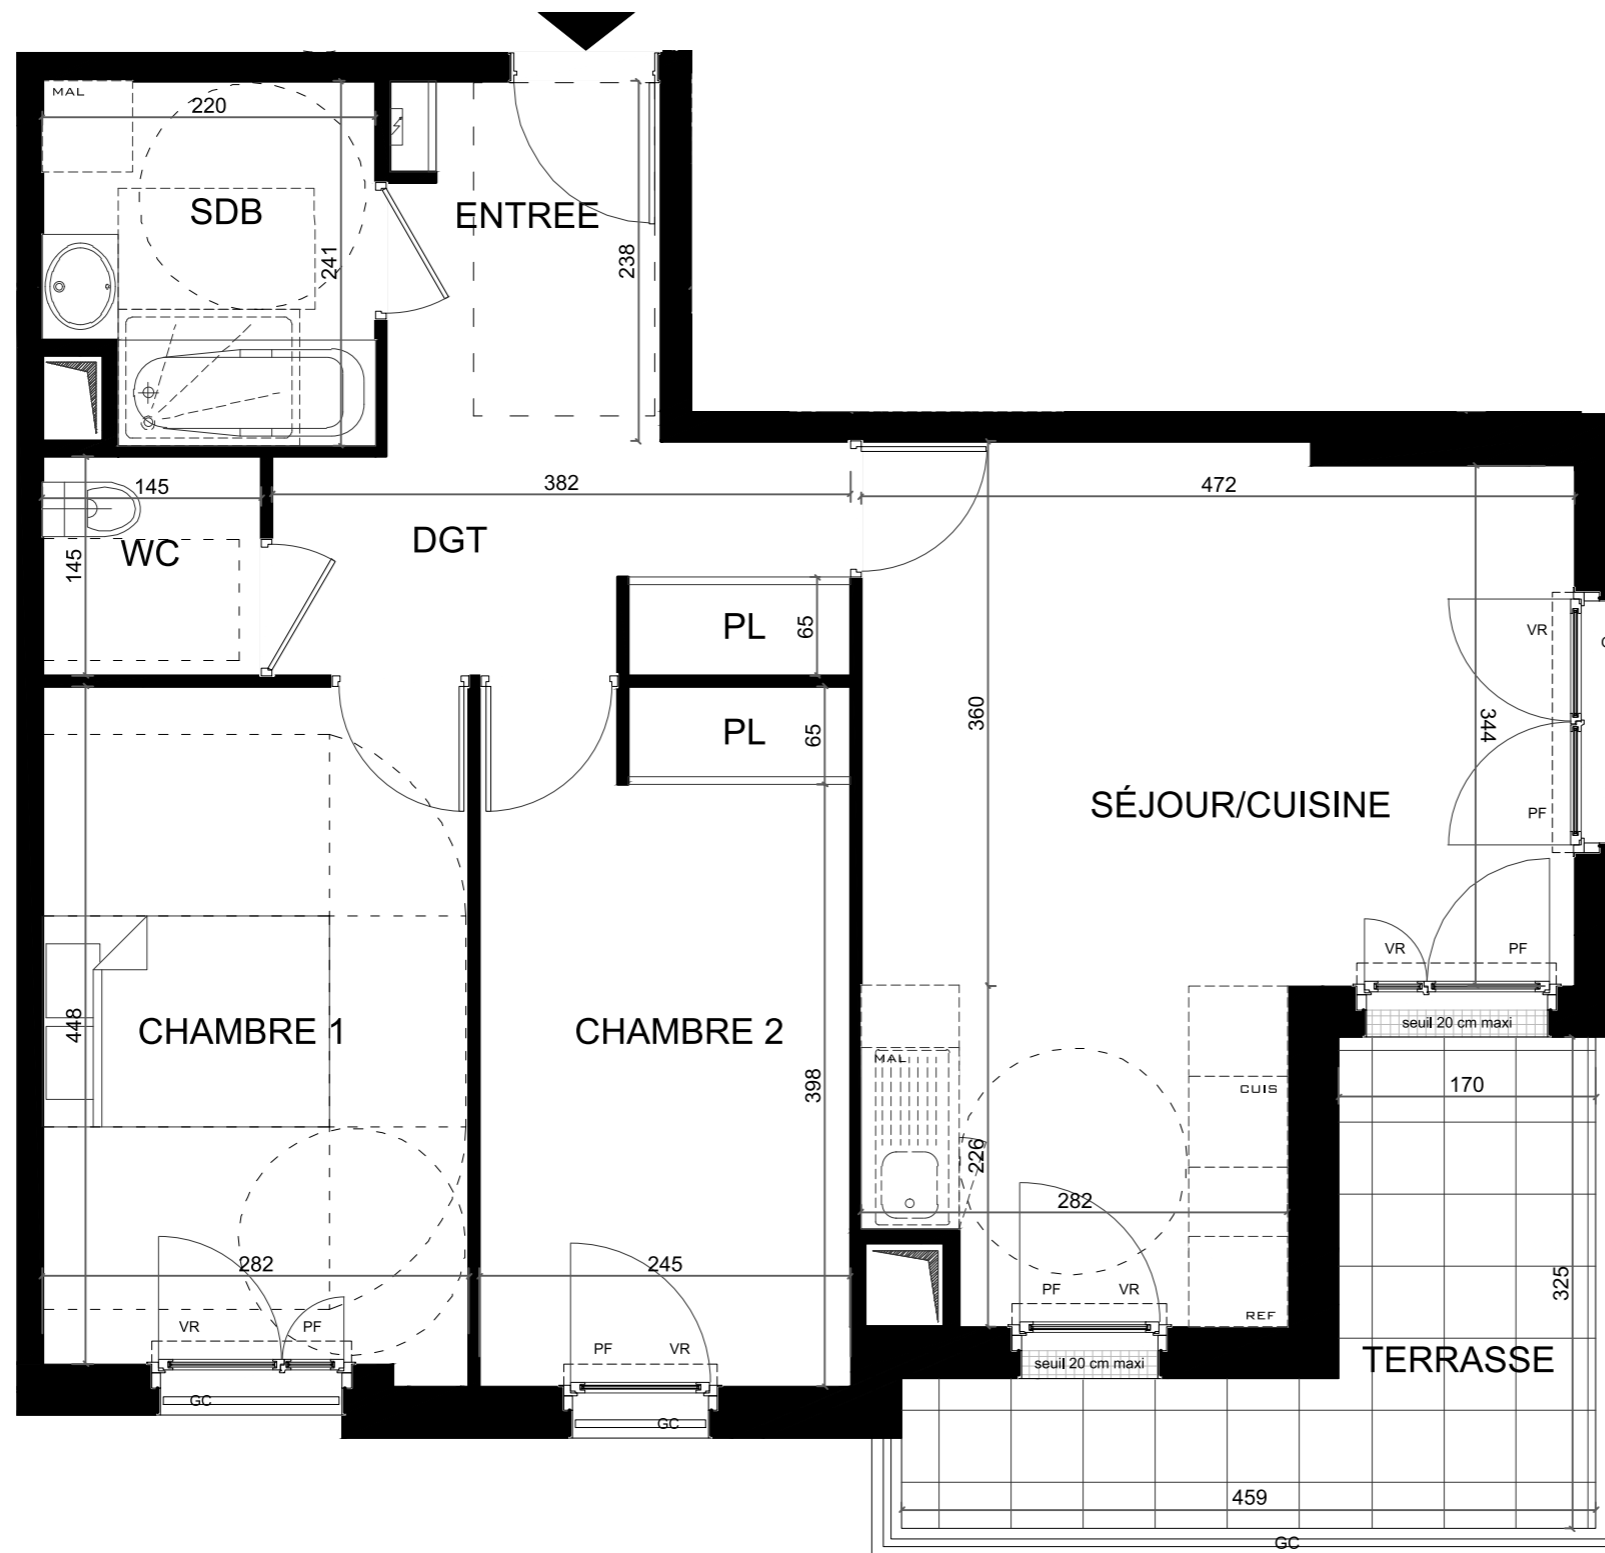 MAL
220
SDB
241
ENTREE
238
145
382
472
WC
145
DGT
PL
65
VR
PL
65
360
344
SÉJOUR/CUISINE
PF
VR
PF
448
CHAMBRE 1
CHAMBRE 2
398
MAL
seuil 20 cm maxi
CUIS
170
226
282
282
245
325
PF
VR
REF
VR
PF
PF
VR
seuil 20 cm maxi
TERRASSE
GC
GC
459
GC